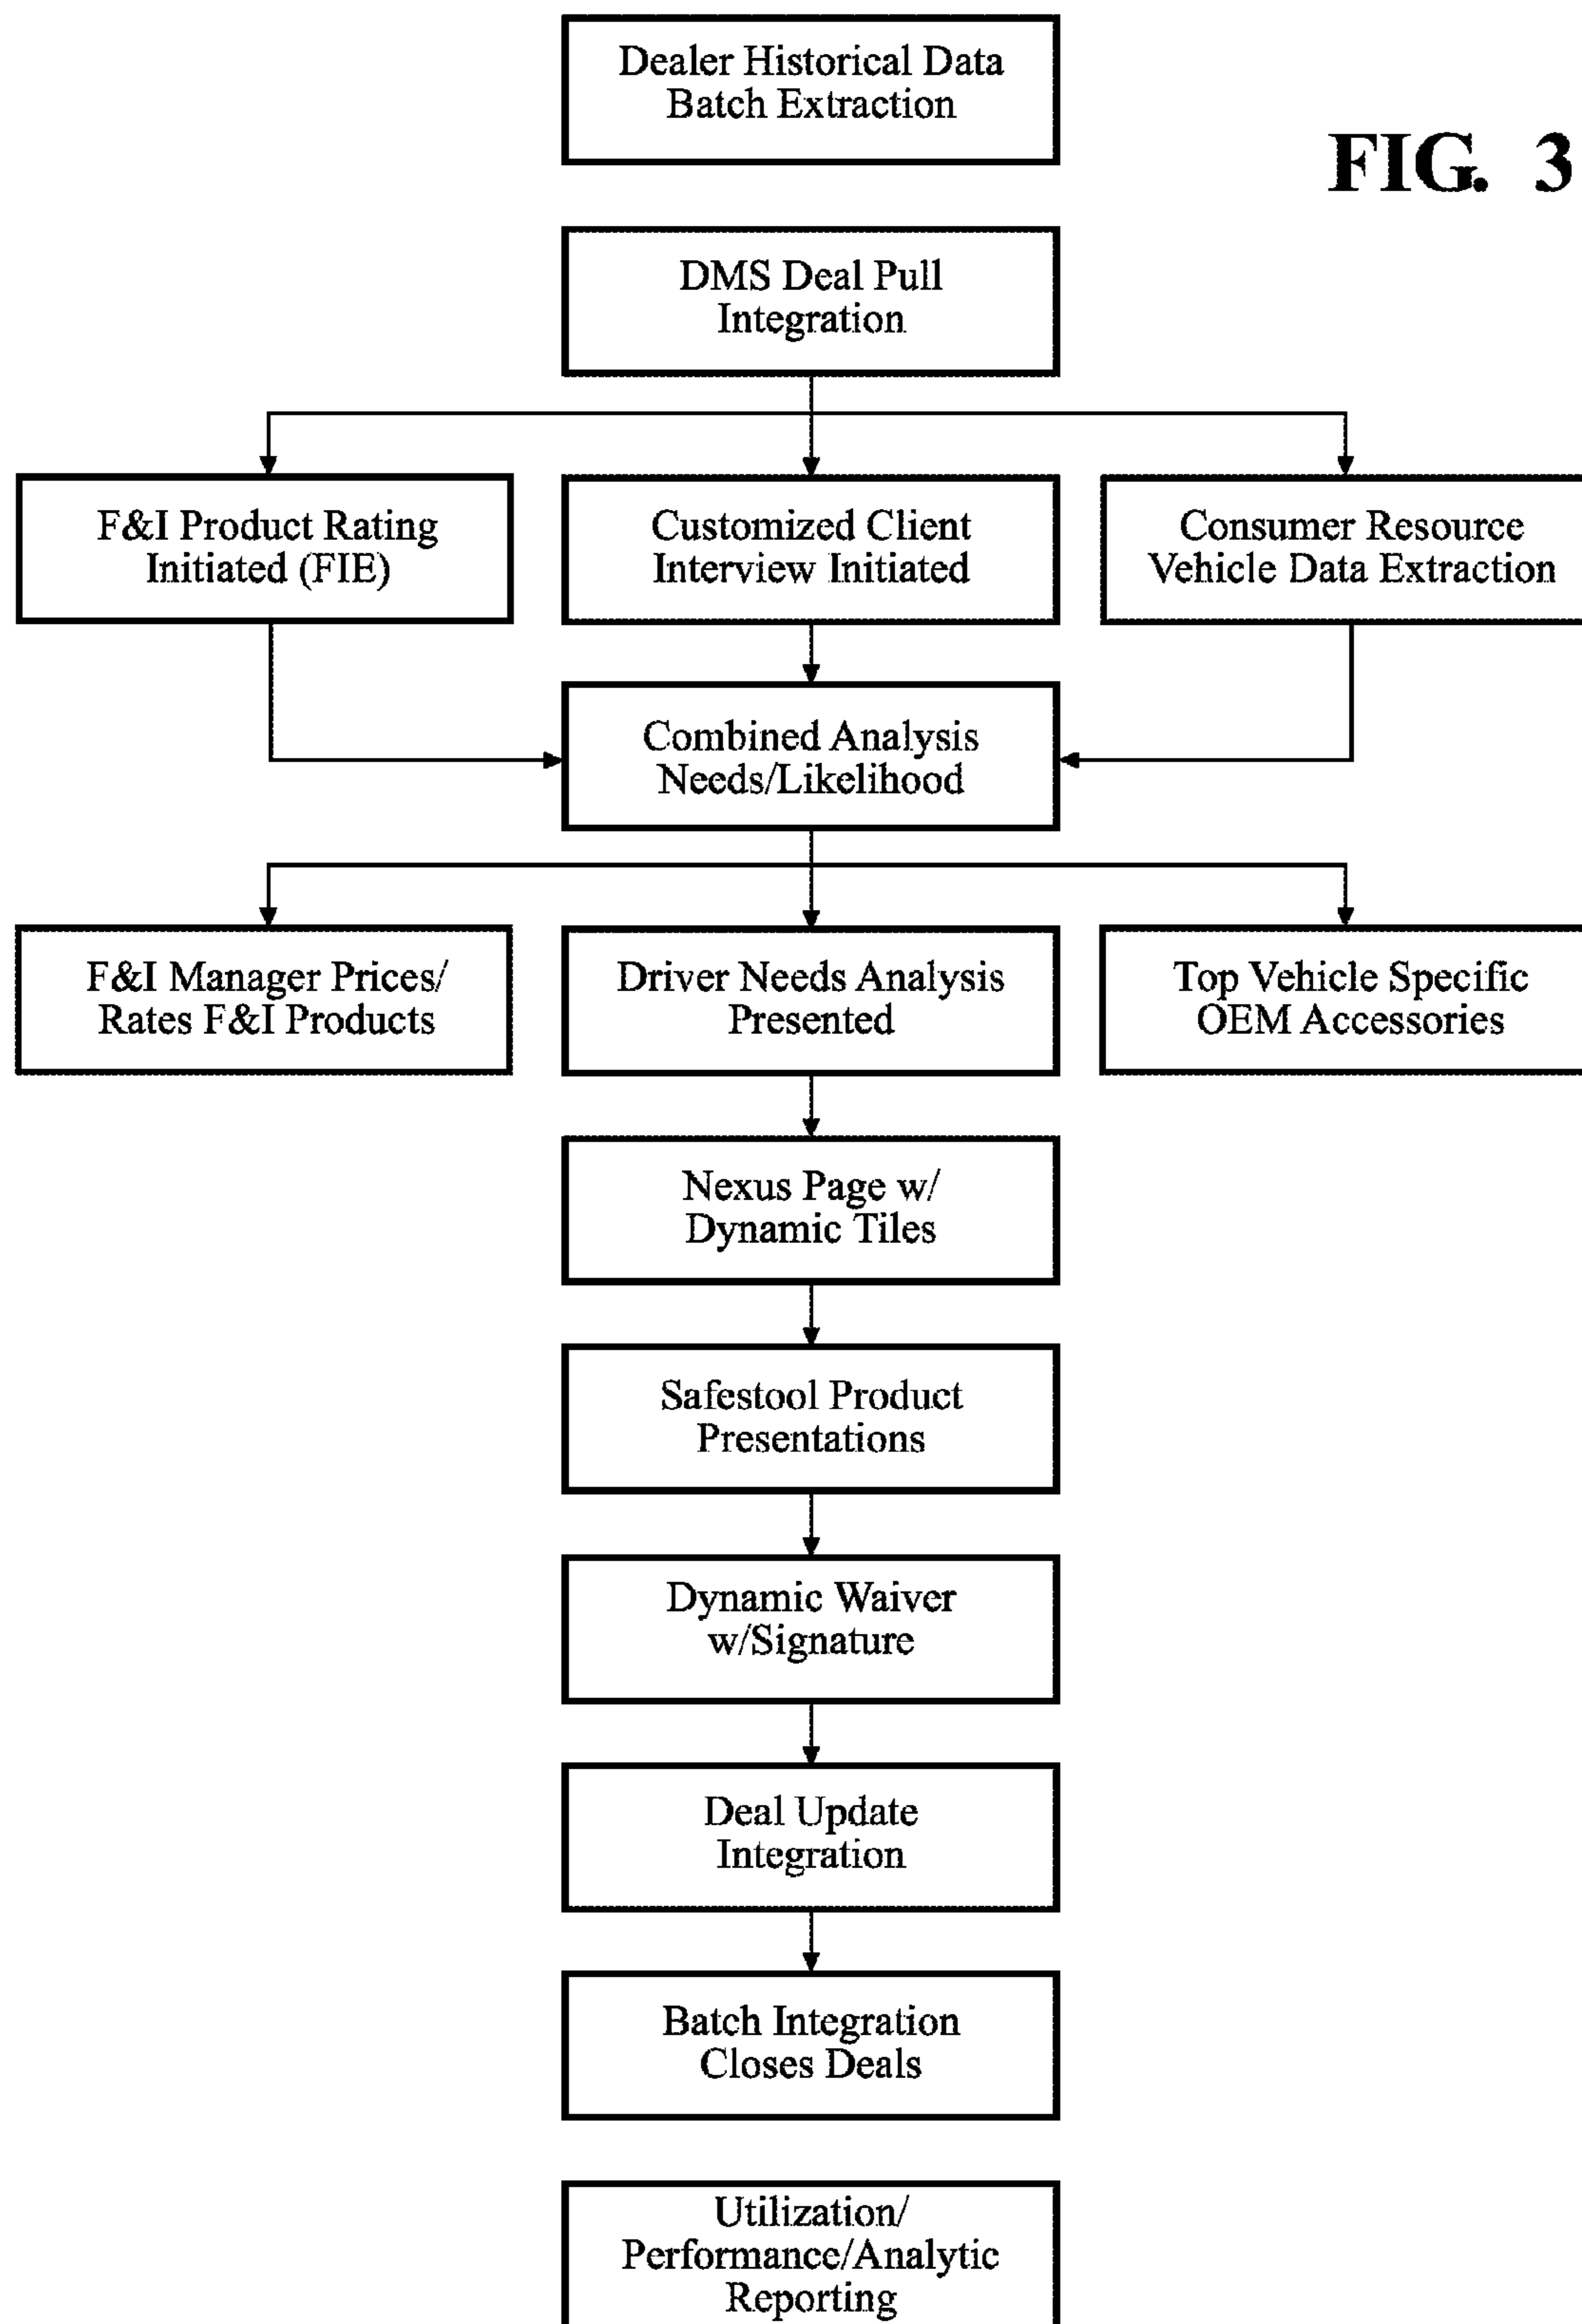 Dealer Historical Data
Batch Extraction
FIG. 3
DMS Deal Pull
Integration
F&I Product Rating
Initiated (FIE)
Customized Client
Interview Initiated
Consumer Resource
Vehicle Data Extraction
Combined Analysis
Needs/Likelihood
F&I Manager Prices/
Rates F&I Products
Driver Needs Analysis
Presented
Top Vehicle Specific
OEM Accessories
Nexus Page w/
Dynamic Tiles
Safestool Product
Presentations
Dynamic Waiver
w/Signature
Deal Update
Integration
Batch Integration
Closes Deals
Utilization/
Performance/Analytic
Reporting